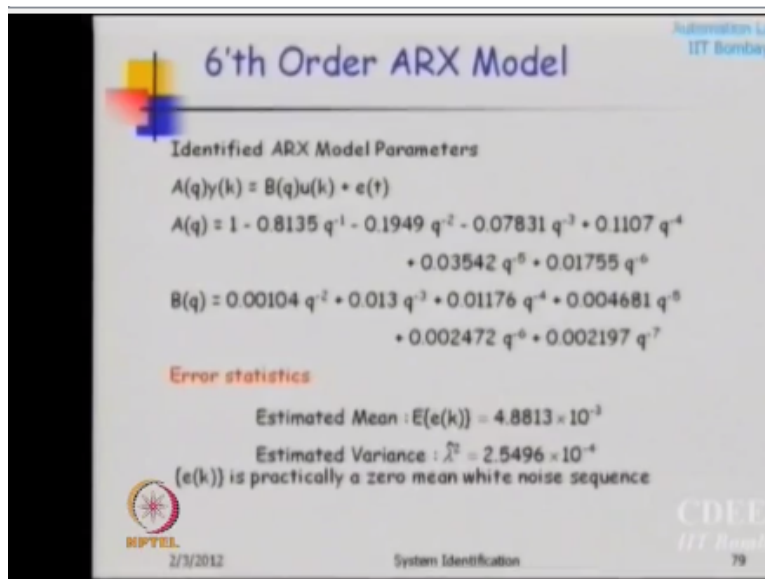 Automation L
IIT Bombay
6'th Order ARX Model
Identified ARX Model Parameters
A(q)y(k) = B(q)u(k) + e(t)
A(q) = 1 - 0.8135 q⁻¹ - 0.1949 q⁻² - 0.07831 q⁻³ + 0.1107 q⁻⁴
+ 0.03542 q⁻⁵ + 0.01755 q⁻⁶
B(q) = 0.00104 q⁻² + 0.013 q⁻³ + 0.01176 q⁻⁴ + 0.004681 q⁻⁵
+ 0.002472 q⁻⁶ + 0.002197 q⁻⁷
Error statistics
Estimated Mean : E{e(k)} = 4.8813 × 10⁻³
Estimated Variance : λ̂² = 2.5496 × 10⁻⁴
{e(k)} is practically a zero mean white noise sequence
NPTEL
CDEE
IIT Bomb
2/3/2012 System Identification 79